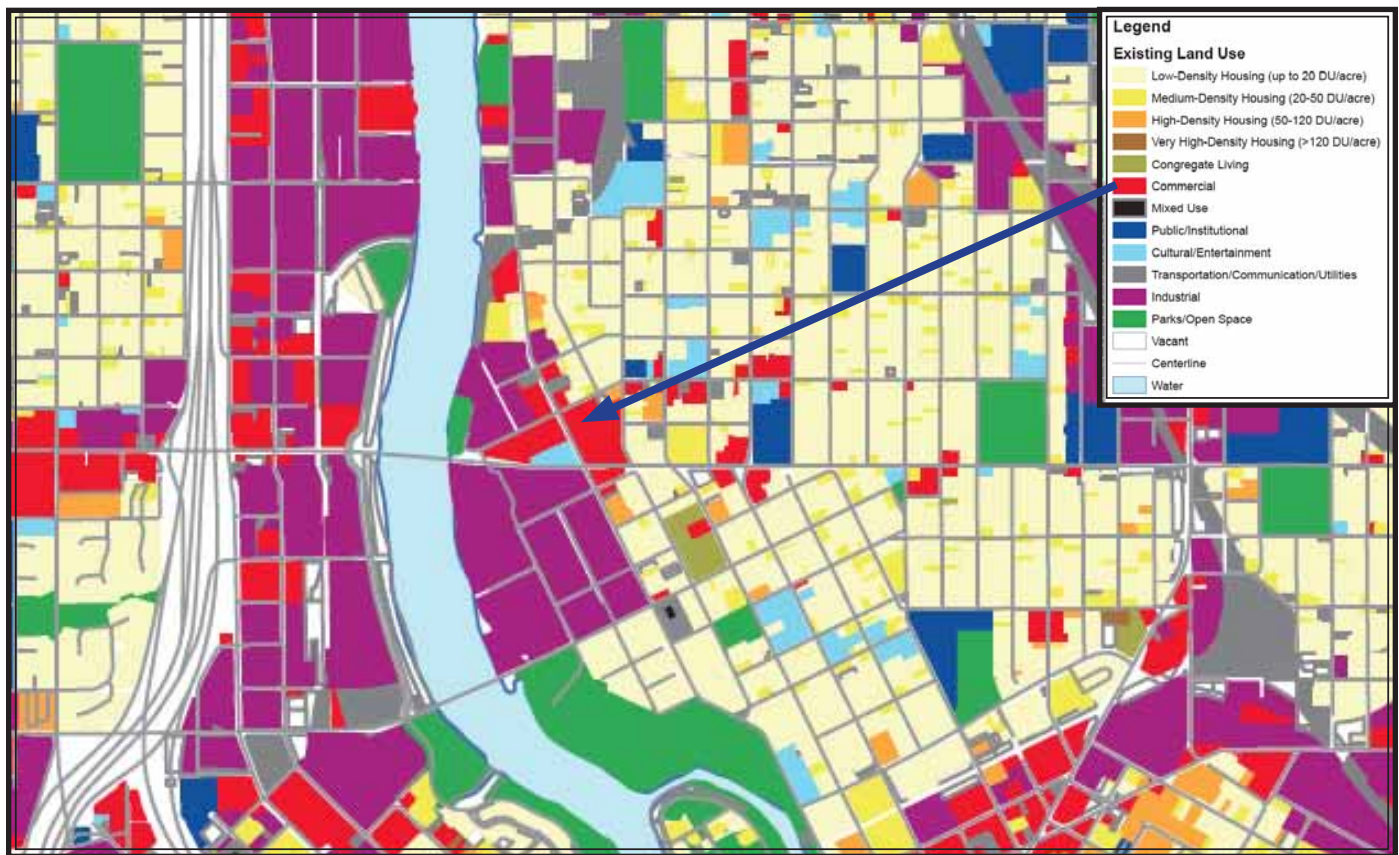 Legend
Existing Land Use
Low-Density Housing (up to 20 DU/acre)
Medium-Density Housing (20-50 DU/acre)
High-Density Housing (50-120 DU/acre)
Very High-Density Housing (>120 DU/acre)
Congregate Living
Commercial
Mixed Use
Public/Institutional
Cultural/Entertainment
Transportation/Communication/Utilities
Industrial
Parks/Open Space
Vacant
Centerline
Water